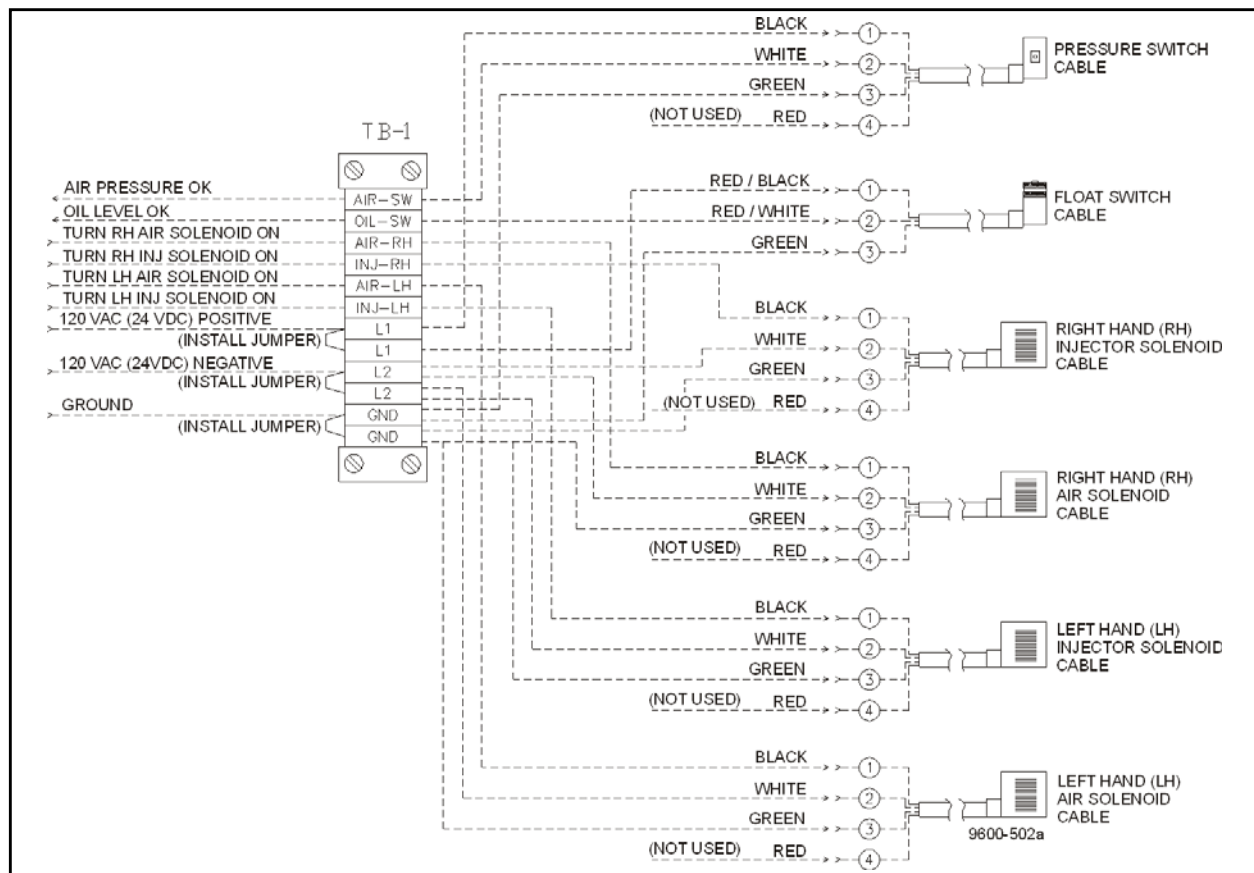 TB-1
AIR PRESSURE OK
OIL LEVEL OK
TURN RH AIR SOLENOID ON
TURN RH INJ SOLENOID ON
TURN LH AIR SOLENOID ON
TURN LH INJ SOLENOID ON
120 VAC (24 VDC) POSITIVE
(INSTALL JUMPER)
120 VAC (24VDC) NEGATIVE
(INSTALL JUMPER)
GROUND
(INSTALL JUMPER)
AIR-SW
OIL-SW
AIR-RH
INJ-RH
AIR-LH
INJ-LH
L1
L1
L2
L2
GND
GND
BLACK 1
WHITE 2
GREEN 3
(NOT USED) RED 4
PRESSURE SWITCH
CABLE
RED / BLACK 1
RED / WHITE 2
GREEN 3
FLOAT SWITCH
CABLE
BLACK 1
WHITE 2
GREEN 3
(NOT USED) RED 4
RIGHT HAND (RH)
INJECTOR SOLENOID
CABLE
BLACK 1
WHITE 2
GREEN 3
(NOT USED) RED 4
RIGHT HAND (RH)
AIR SOLENOID
CABLE
BLACK 1
WHITE 2
GREEN 3
(NOT USED) RED 4
LEFT HAND (LH)
INJECTOR SOLENOID
CABLE
BLACK 1
WHITE 2
GREEN 3
(NOT USED) RED 4
LEFT HAND (LH)
AIR SOLENOID
CABLE
9600-502a